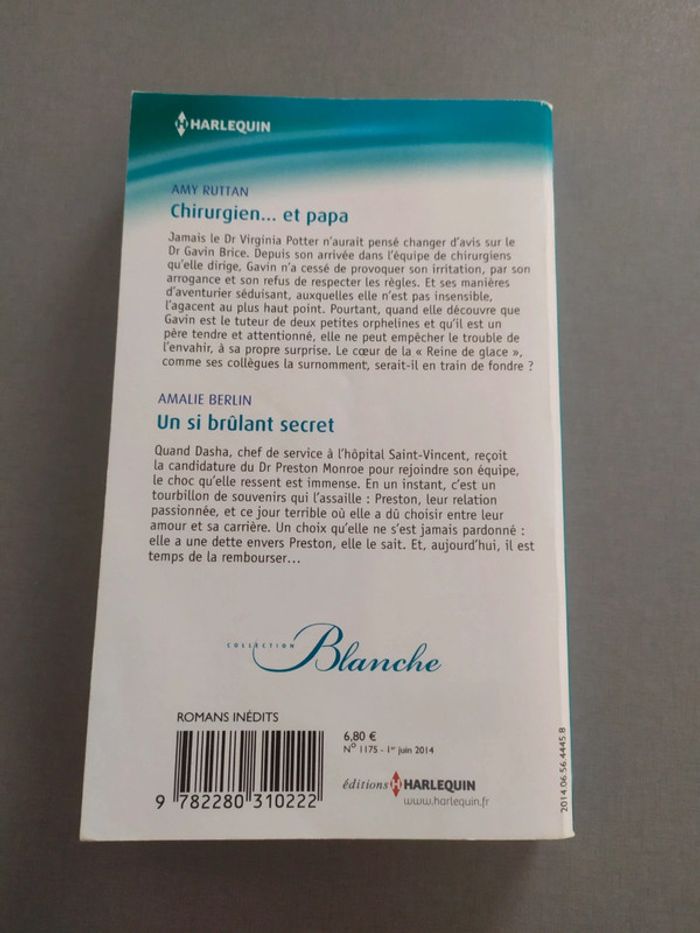 HARLEQUIN
AMY RUTTAN
Chirurgien... et papa
Jamais le Dr Virginia Potter n'aurait pensé changer d'avis sur le
Dr Gavin Brice. Depuis son arrivée dans l'équipe de chirurgiens
qu'elle dirige, Gavin n'a cessé de provoquer son irritation, par son
arrogance et son refus de respecter les règles. Et ses manières
d'aventurier séduisant, auxquelles elle n'est pas insensible,
l'agacent au plus haut point. Pourtant, quand elle découvre que
Gavin est le tuteur de deux petites orphelines et qu'il est un
père tendre et attentionné, elle ne peut empêcher le trouble de
l'envahir, à sa propre surprise. Le cœur de la « Reine de glace »,
comme ses collègues la surnomment, serait-il en train de fondre ?
AMALIE BERLIN
Un si brûlant secret
Quand Dasha, chef de service à l'hôpital Saint-Vincent, reçoit
la candidature du Dr Preston Monroe pour rejoindre son équipe,
le choc qu'elle ressent est immense. En un instant, c'est un
tourbillon de souvenirs qui l'assaille : Preston, leur relation
passionnée, et ce jour terrible où elle a dû choisir entre leur
amour et sa carrière. Un choix qu'elle ne s'est jamais pardonné :
elle a une dette envers Preston, elle le sait. Et, aujourd'hui, il est
temps de la rembourser...
COLLECTION Blanche
ROMANS INÉDITS
6,80 €
N° 1175 - 1er juin 2014
9 782280 310222
éditions HARLEQUIN
www.harlequin.fr
2014.06.56.4445.8